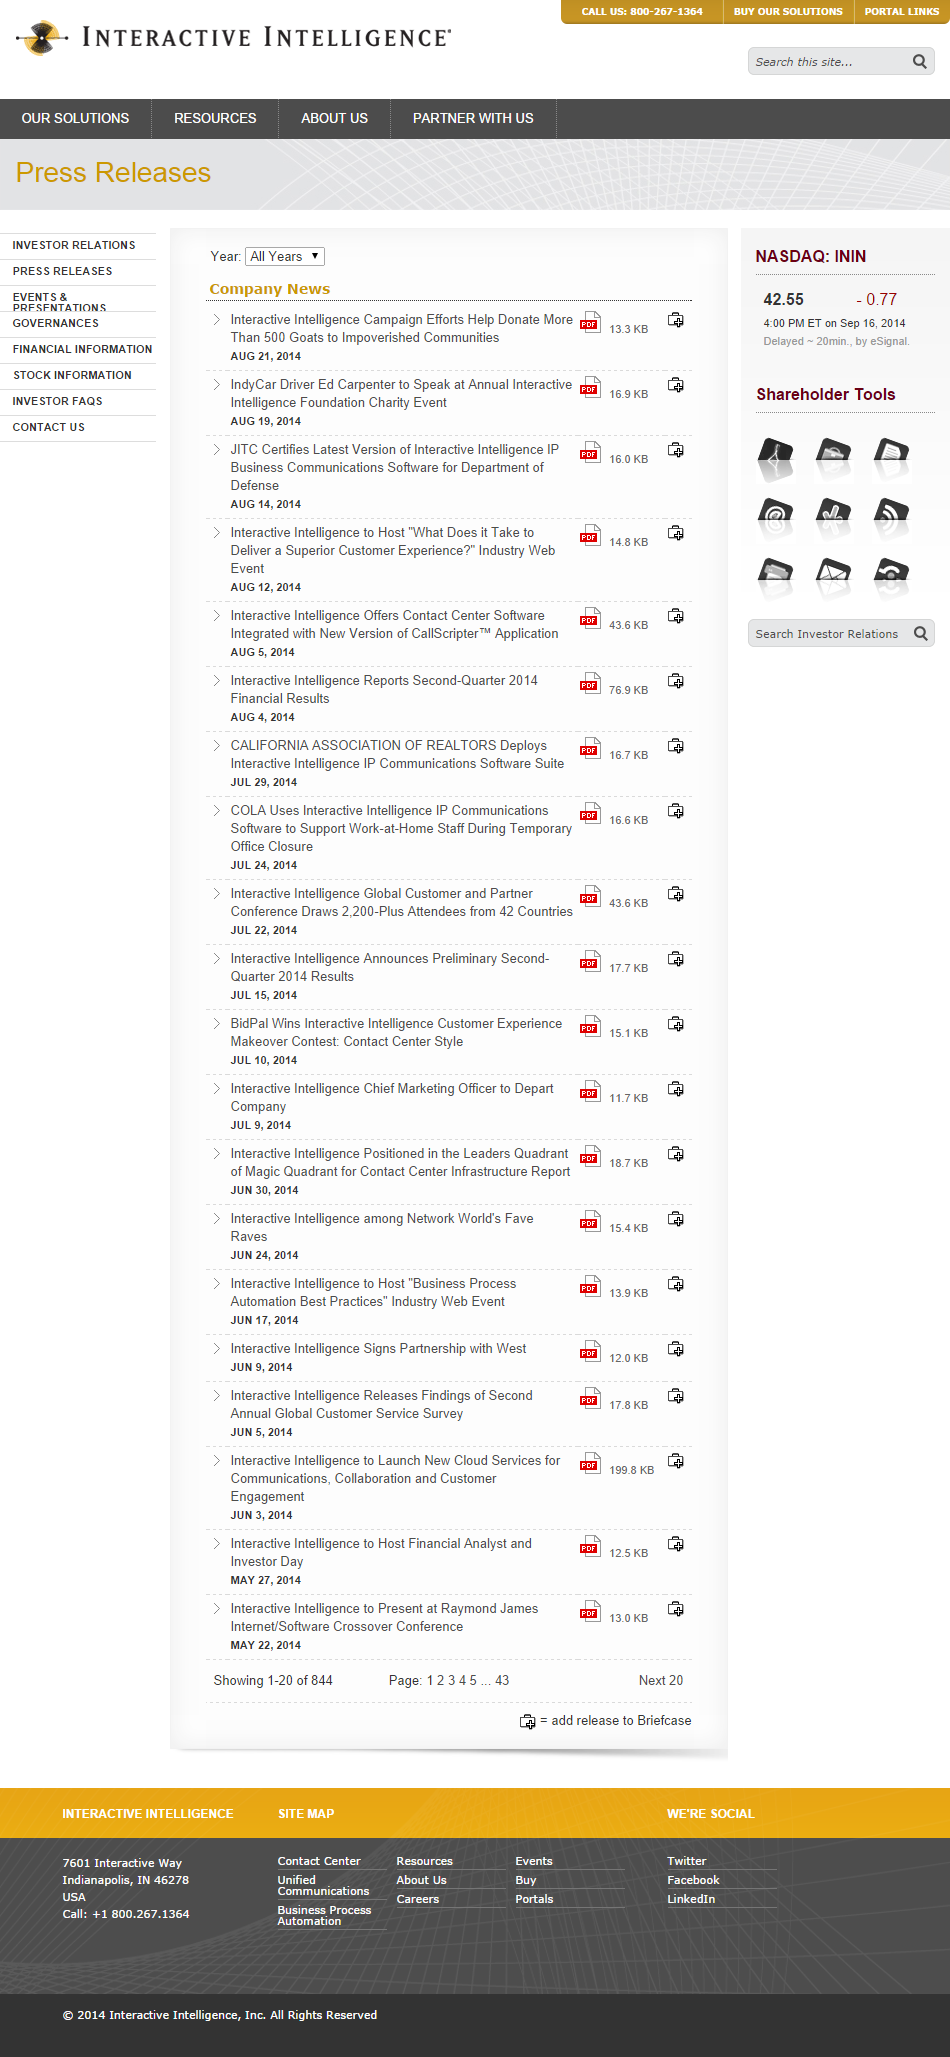 CALL US: 800-267-1364
BUY OUR SOLUTIONS
PORTAL LINKS
INTERACTIVE INTELLIGENCE®
Search this site...
OUR SOLUTIONS
RESOURCES
ABOUT US
PARTNER WITH US
Press Releases
INVESTOR RELATIONS
PRESS RELEASES
EVENTS &
PRESENTATIONS
GOVERNANCES
FINANCIAL INFORMATION
STOCK INFORMATION
INVESTOR FAQS
CONTACT US
Year: All Years
Company News
Interactive Intelligence Campaign Efforts Help Donate More
Than 500 Goats to Impoverished Communities
AUG 21, 2014
PDF 13.3 KB
IndyCar Driver Ed Carpenter to Speak at Annual Interactive
Intelligence Foundation Charity Event
AUG 19, 2014
PDF 16.9 KB
JITC Certifies Latest Version of Interactive Intelligence IP
Business Communications Software for Department of
Defense
AUG 14, 2014
PDF 16.0 KB
Interactive Intelligence to Host "What Does it Take to
Deliver a Superior Customer Experience?" Industry Web
Event
AUG 12, 2014
PDF 14.8 KB
Interactive Intelligence Offers Contact Center Software
Integrated with New Version of CallScripter™ Application
AUG 5, 2014
PDF 43.6 KB
Interactive Intelligence Reports Second-Quarter 2014
Financial Results
AUG 4, 2014
PDF 76.9 KB
CALIFORNIA ASSOCIATION OF REALTORS Deploys
Interactive Intelligence IP Communications Software Suite
JUL 29, 2014
PDF 16.7 KB
COLA Uses Interactive Intelligence IP Communications
Software to Support Work-at-Home Staff During Temporary
Office Closure
JUL 24, 2014
PDF 16.6 KB
Interactive Intelligence Global Customer and Partner
Conference Draws 2,200-Plus Attendees from 42 Countries
JUL 22, 2014
PDF 43.6 KB
Interactive Intelligence Announces Preliminary Second-
Quarter 2014 Results
JUL 15, 2014
PDF 17.7 KB
BidPal Wins Interactive Intelligence Customer Experience
Makeover Contest: Contact Center Style
JUL 10, 2014
PDF 15.1 KB
Interactive Intelligence Chief Marketing Officer to Depart
Company
JUL 9, 2014
PDF 11.7 KB
Interactive Intelligence Positioned in the Leaders Quadrant
of Magic Quadrant for Contact Center Infrastructure Report
JUN 30, 2014
PDF 18.7 KB
Interactive Intelligence among Network World's Fave
Raves
JUN 24, 2014
PDF 15.4 KB
Interactive Intelligence to Host "Business Process
Automation Best Practices" Industry Web Event
JUN 17, 2014
PDF 13.9 KB
Interactive Intelligence Signs Partnership with West
JUN 9, 2014
PDF 12.0 KB
Interactive Intelligence Releases Findings of Second
Annual Global Customer Service Survey
JUN 5, 2014
PDF 17.8 KB
Interactive Intelligence to Launch New Cloud Services for
Communications, Collaboration and Customer
Engagement
JUN 3, 2014
PDF 199.8 KB
Interactive Intelligence to Host Financial Analyst and
Investor Day
MAY 27, 2014
PDF 12.5 KB
Interactive Intelligence to Present at Raymond James
Internet/Software Crossover Conference
MAY 22, 2014
PDF 13.0 KB
Showing 1-20 of 844
Page: 1 2 3 4 5 ... 43
Next 20
= add release to Briefcase
NASDAQ: ININ
42.55 - 0.77
4:00 PM ET on Sep 16, 2014
Delayed ~ 20min., by eSignal.
Shareholder Tools
Search Investor Relations
INTERACTIVE INTELLIGENCE
7601 Interactive Way
Indianapolis, IN 46278
USA
Call: +1 800.267.1364
SITE MAP
Contact Center
Unified
Communications
Business Process
Automation
Resources
About Us
Careers
Events
Buy
Portals
WE'RE SOCIAL
Twitter
Facebook
LinkedIn
© 2014 Interactive Intelligence, Inc. All Rights Reserved